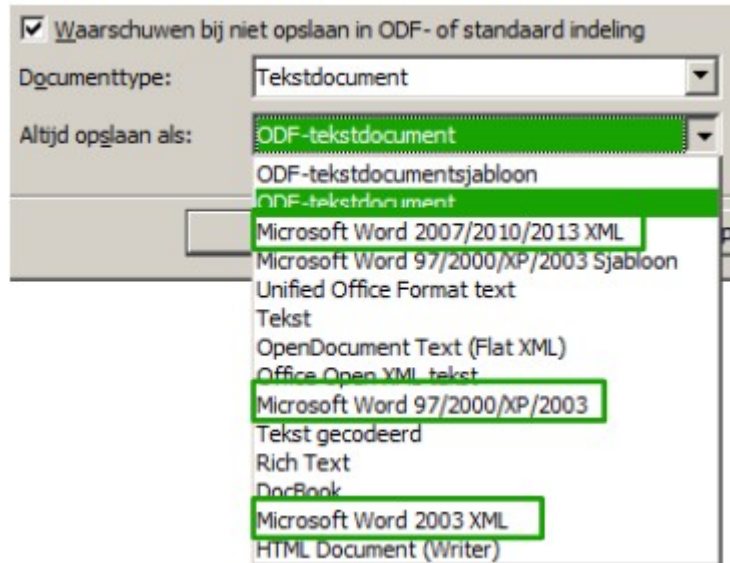 Waarschuwen bij niet opslaan in ODF- of standaard indeling
Documenttype: Tekstdocument
Altijd opslaan als: ODF-tekstdocument
ODF-tekstdocumentsjabloon
ODF-tekstdocument
Microsoft Word 2007/2010/2013 XML
Microsoft Word 97/2000/XP/2003 Sjabloon
Unified Office Format text
Tekst
OpenDocument Text (Flat XML)
Office Open XML tekst
Microsoft Word 97/2000/XP/2003
Tekst gecodeerd
Rich Text
DocBook
Microsoft Word 2003 XML
HTML Document (Writer)